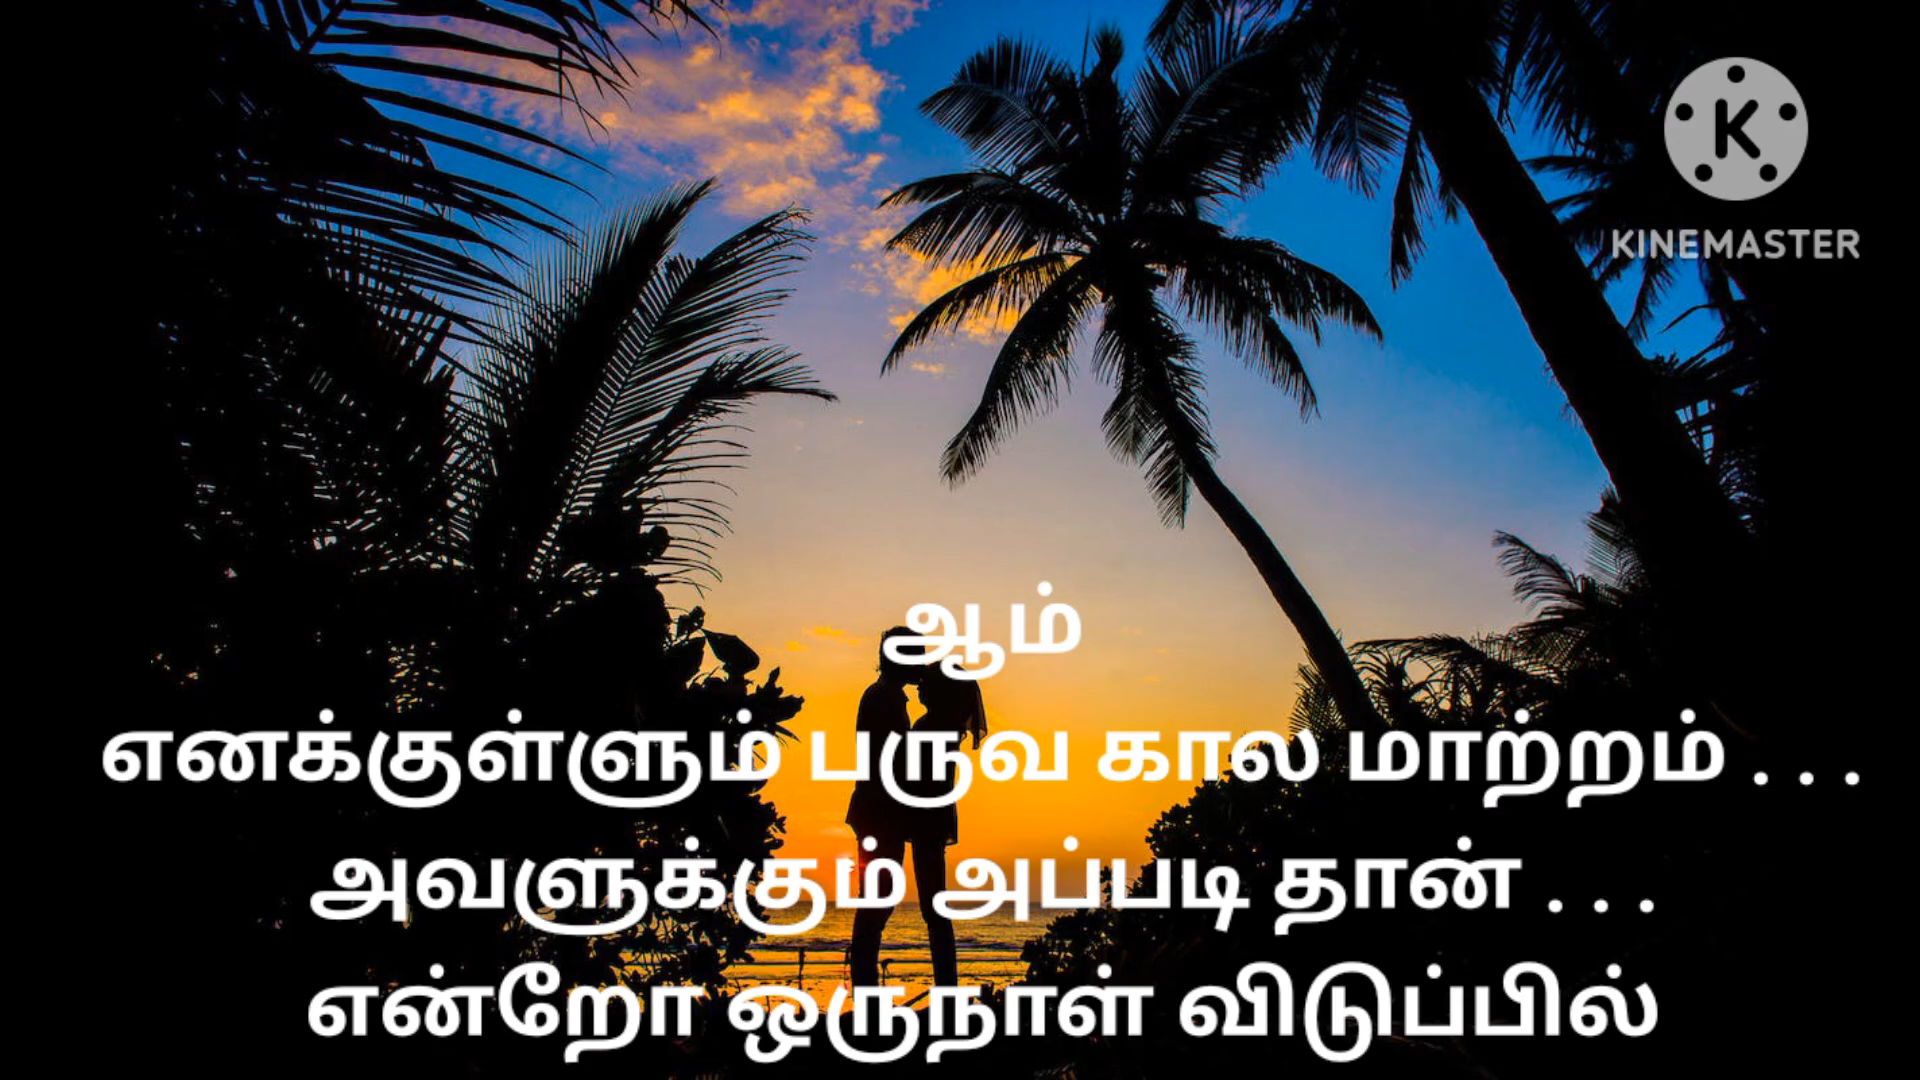 KINEMASTER
ஆம்
எனக்குள்ளும் பருவ கால மாற்றம் . . .
அவளுக்கும் அப்படி தான் . . .
என்றோ ஒருநாள் விடுப்பில்